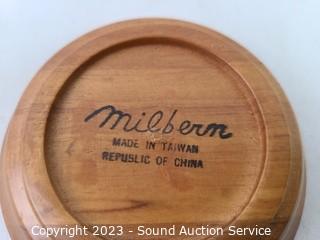 milbern
MADE IN TAIWAN
REPUBLIC OF CHINA
Copyright 2023 - Sound Auction Service